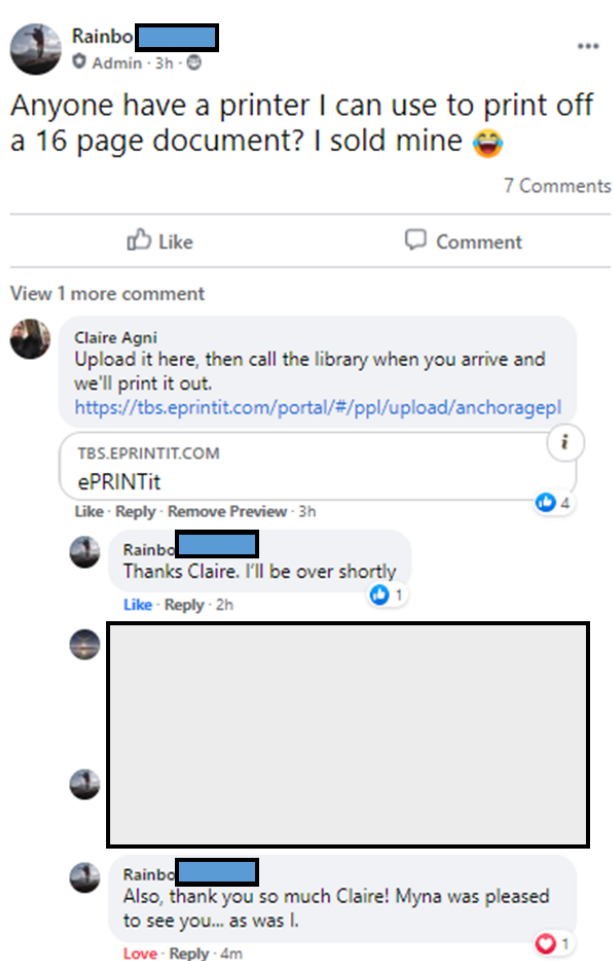 Rainbo
Admin · 3h ·
Anyone have a printer I can use to print off
a 16 page document? I sold mine 😂
7 Comments
Like
Comment
View 1 more comment
Claire Agni
Upload it here, then call the library when you arrive and
we'll print it out.
https://tbs.eprintit.com/portal/#/ppl/upload/anchoragepl
TBS.EPRINTIT.COM
ePRINTit
Like · Reply · Remove Preview · 3h
4
Rainbo
Thanks Claire. I'll be over shortly
1
Like · Reply · 2h
Rainbo
Also, thank you so much Claire! Myna was pleased
to see you... as was I.
1
Love · Reply · 4m